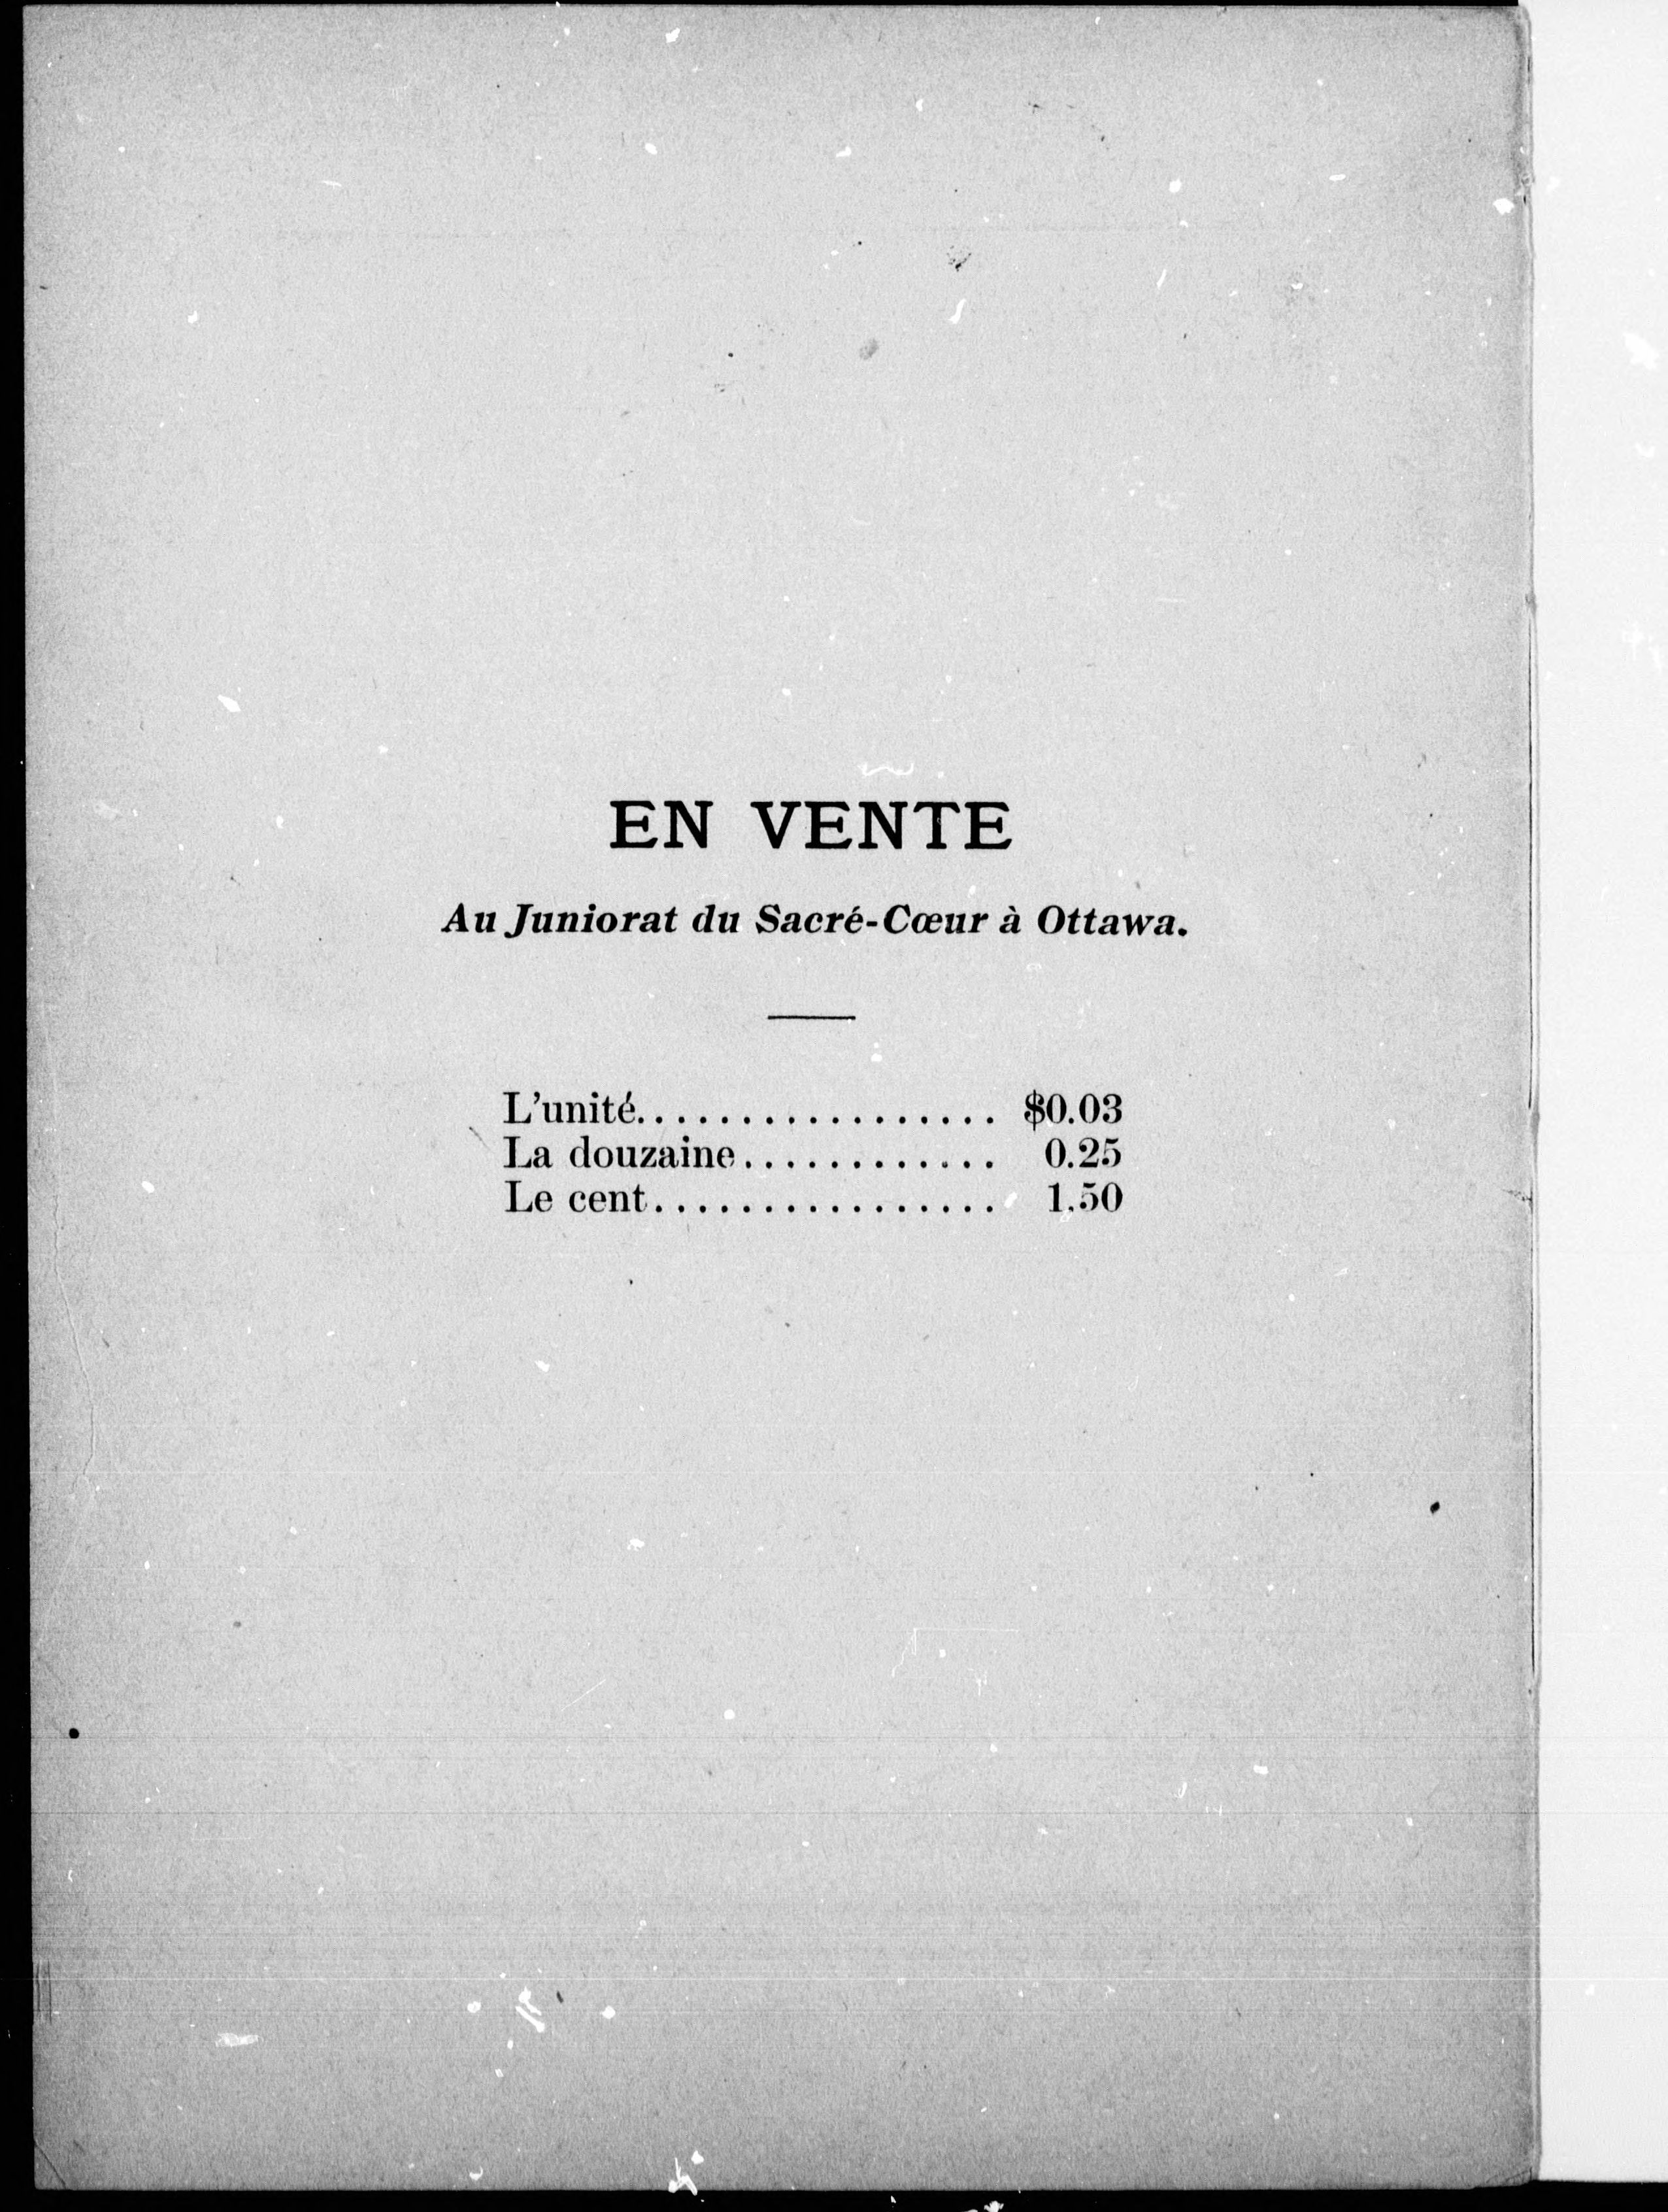 EN VENTE
Au Juniorat du Sacré-Cœur à Ottawa.
L'unité.................. $0.03
La douzaine............ 0.25
Le cent................ 1.50